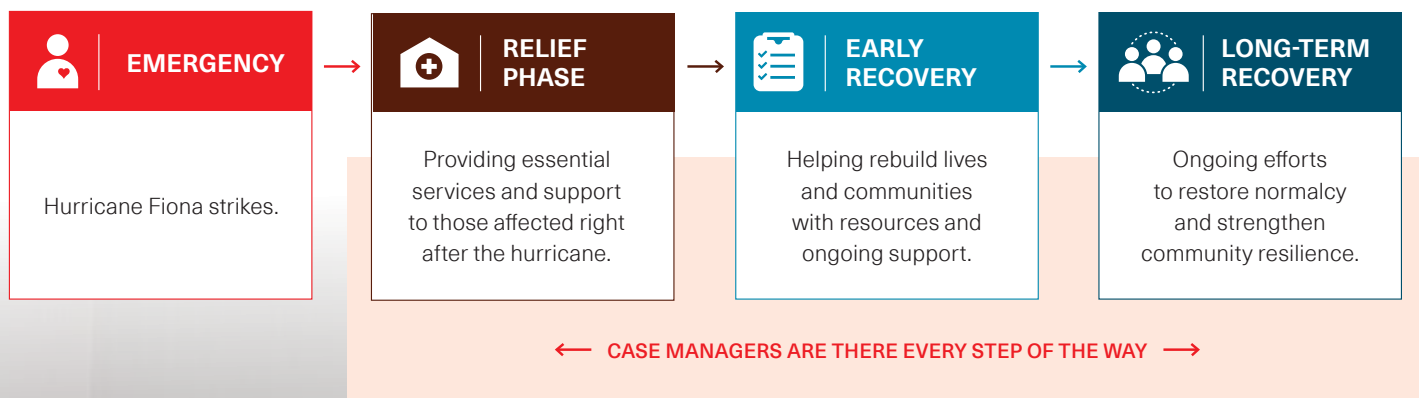 EMERGENCY
Hurricane Fiona strikes.
RELIEF
PHASE
Providing essential
services and support
to those affected right
after the hurricane.
EARLY
RECOVERY
Helping rebuild lives
and communities
with resources and
ongoing support.
LONG-TERM
RECOVERY
Ongoing efforts
to restore normalcy
and strengthen
community resilience.
CASE MANAGERS ARE THERE EVERY STEP OF THE WAY